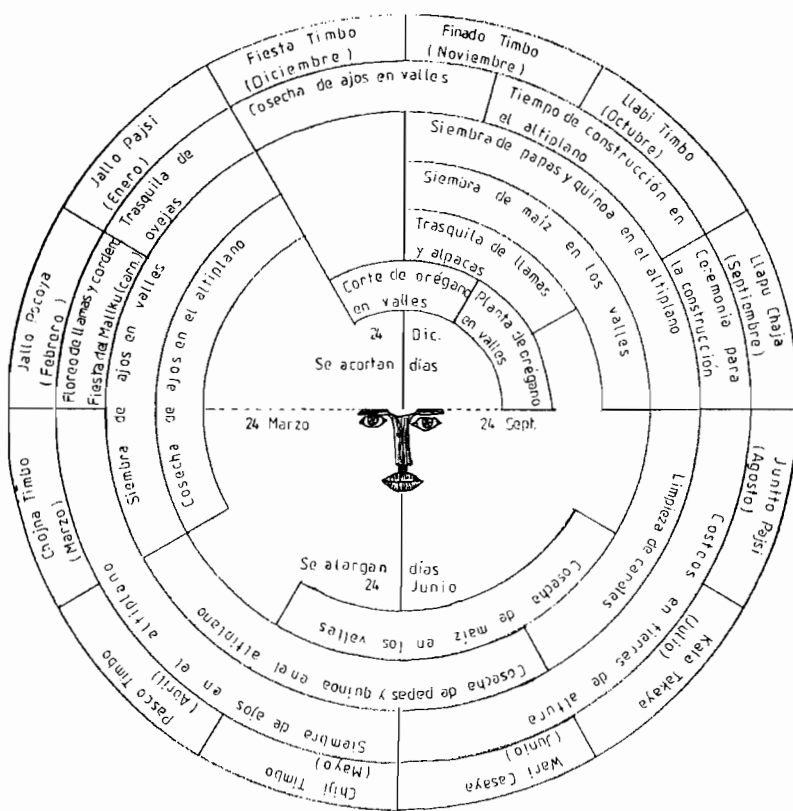 Fiesta Timbo
(Diciembre)
Finado Timbo
(Noviembre)
Llabi Timbo
(Octubre)
Llapu Chaja
(Septiembre)
Juntto Pajsi
(Agosto)
Kata Takaya
(Julio)
Wari Casaya
(Junio)
Chiji Timbo
(Mayo)
Pasco Timbo
(Abril)
Chojna Timbo
(Marzo)
Jallo Pocoya
(Febrero)
Jallo Pajsi
(Enero)
Cosecha de ajos en valles
Tiempo de construcción en
el altiplano
Ceremonia para
la construcción
Costeos en tierras de altura
Siembra de ajos en el altiplano
Floreo de llamas y cordero
Fiesta del Mallku (carn.)
Trasquila de
ovejas
Siembra de papas y quinoa en el altiplano
Limpieza de canales
Cosecha de papas y quinoa en el altiplano
Siembra de ajos en valles
Siembra de maíz en los valles
Cosecha de maíz en los valles
Cosecha de ajos en el altiplano
Trasquila de llamas
y alpacas
Corte de orégano
en valles
Planta de orégano
en valles
24 Dic.
Se acortan días
24 Marzo
24 Sept.
Se alargan días
24 Junio